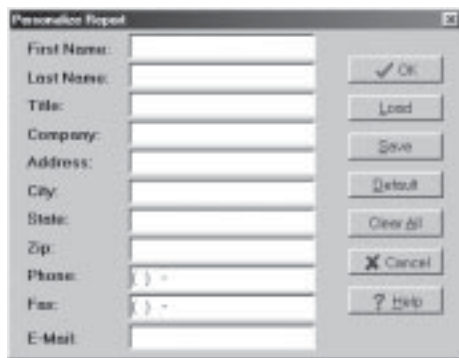 Personalize Report
First Name:
Last Name:
Title:
Company:
Address:
City:
State:
Zip:
Phone: ( ) -
Fax: ( ) -
E-Mail:
OK
Load
Save
Default
Clear All
Cancel
? Help